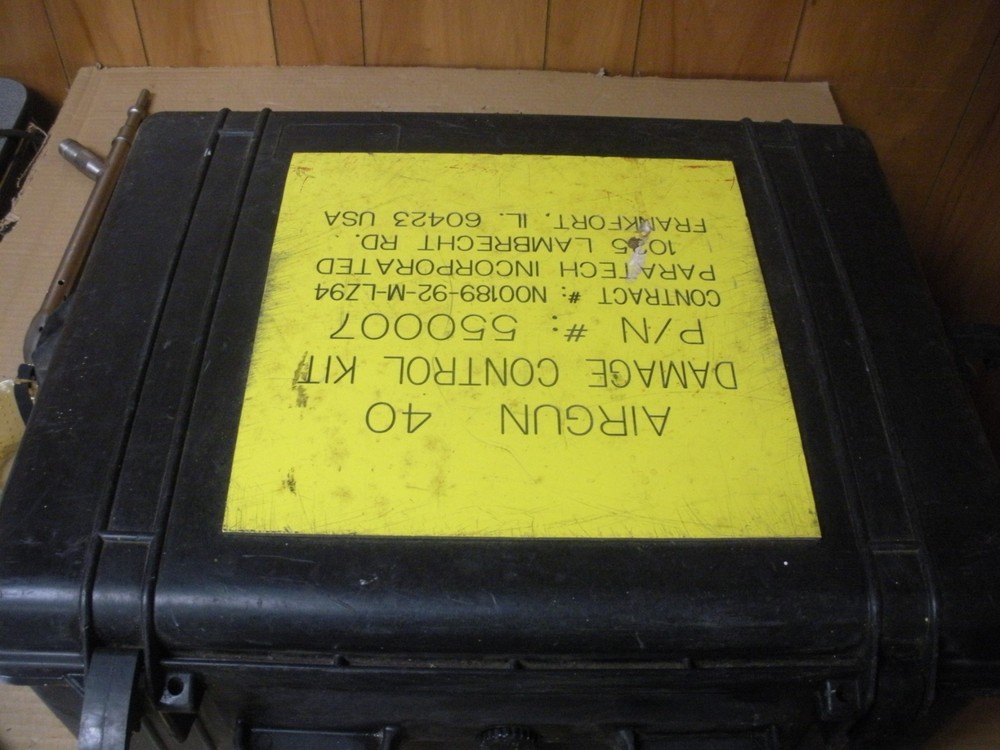 AIRGUN 40
DAMAGE CONTROL KIT
P/N #: 550007
CONTRACT #: N00189-92-M-LZ94
PARATECH INCORPORATED
LAMBRECHT RD.
FRANKFORT, IL. 60423 USA